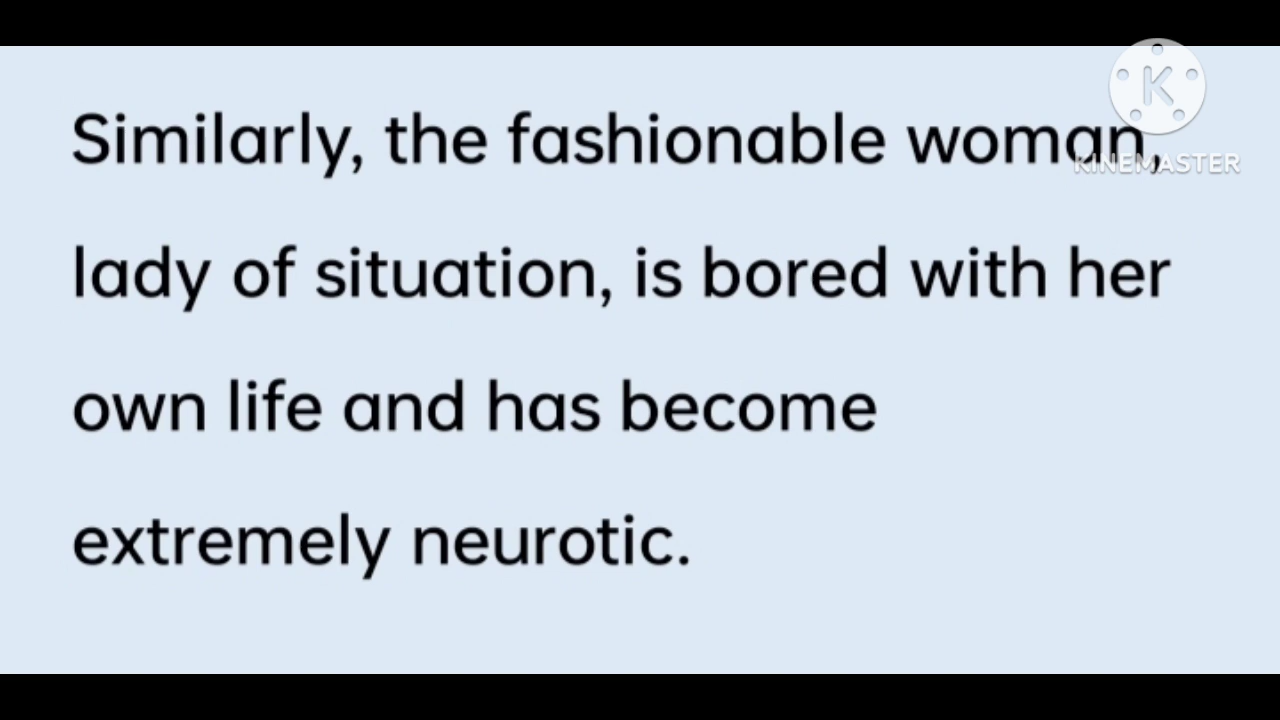 Similarly, the fashionable woman,
KINEMASTER
lady of situation, is bored with her
own life and has become
extremely neurotic.